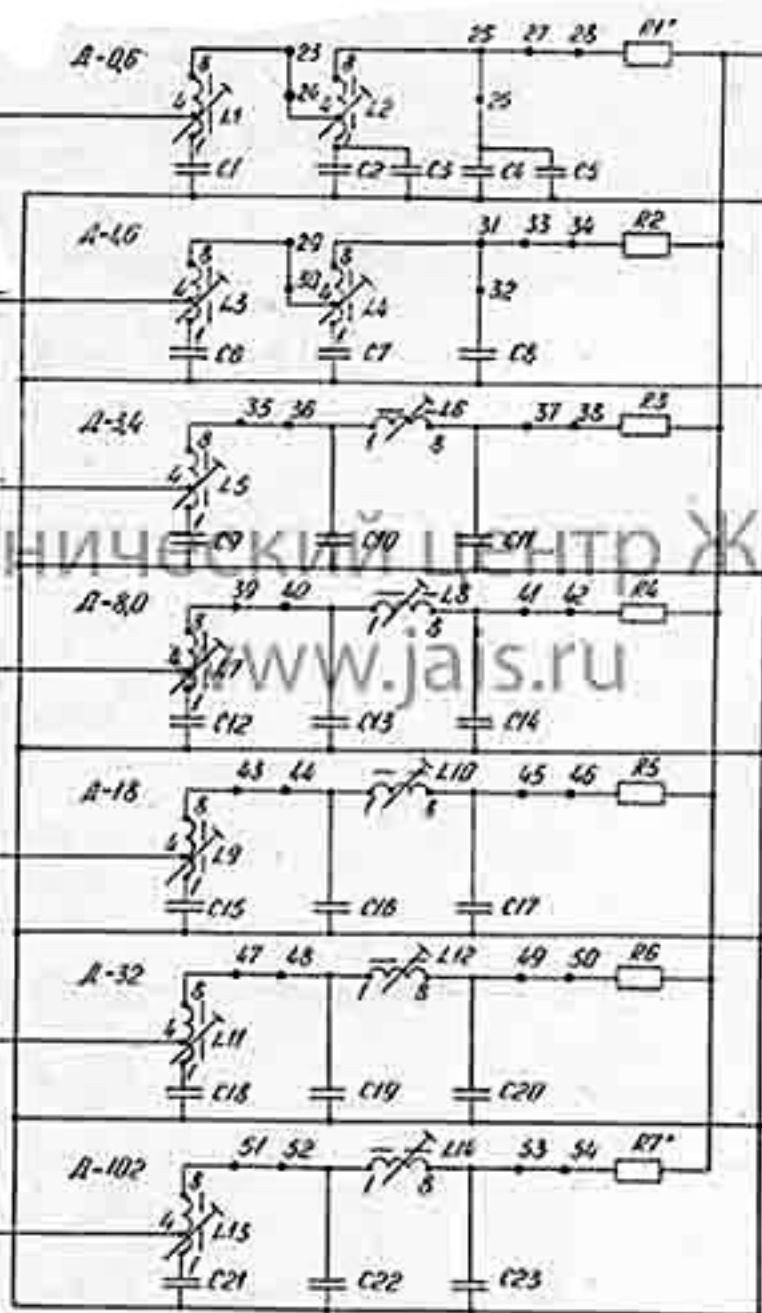 Д-0,6
8 23 8 25 27 28 R1*
4 L1 24 4 L2 26
1 1
C1 C2 C3 C4 C5
Д-1,6
8 29 8 31 33 34 R2
4 L3 30 4 L4 32
1 1
C6 C7 C8
Д-3,4
8 35 36 L6 37 38 R3
1 8
4 L5
1
C9 C10 C11
нический центр Ж
Д-8,0
8 39 40 L8 41 42 R4
1 8
4 L7
1
www.jais.ru
C12 C13 C14
Д-18
8 43 44 L10 45 46 R5
1 8
4 L9
1
C15 C16 C17
Д-32
8 47 48 L12 49 50 R6
1 8
4 L11
1
C18 C19 C20
Д-102
8 51 52 L14 53 54 R7*
1 8
4 L13
1
C21 C22 C23